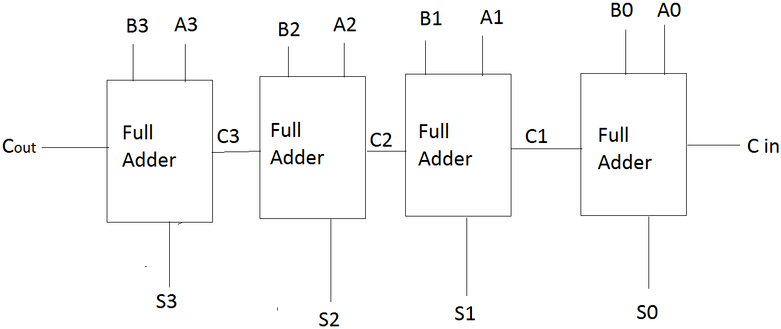 B3 A3 B2 A2 B1 A1 B0 A0
Cout Full Adder C3 Full Adder C2 Full Adder C1 Full Adder C in
S3 S2 S1 S0